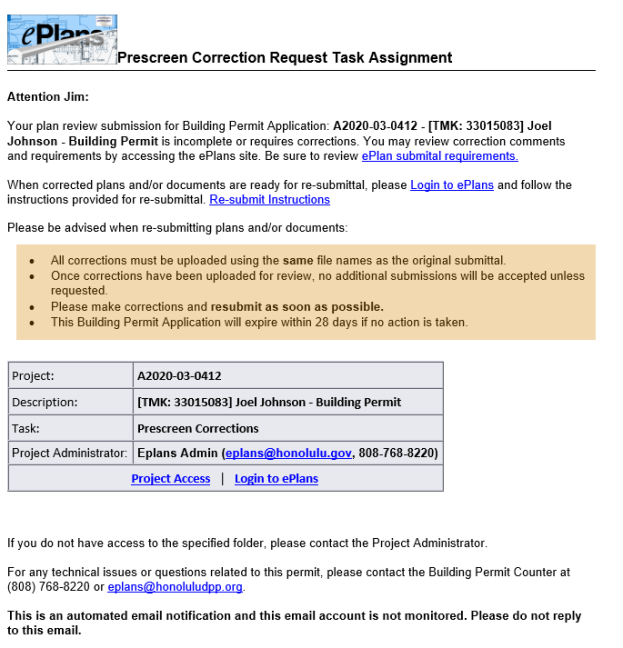 ePlans
Prescreen Correction Request Task Assignment
Attention Jim:
Your plan review submission for Building Permit Application: A2020-03-0412 - [TMK: 33015083] Joel
Johnson - Building Permit is incomplete or requires corrections. You may review correction comments
and requirements by accessing the ePlans site. Be sure to review ePlan submital requirements.
When corrected plans and/or documents are ready for re-submittal, please Login to ePlans and follow the
instructions provided for re-submittal. Re-submit Instructions
Please be advised when re-submitting plans and/or documents:
• All corrections must be uploaded using the same file names as the original submittal.
• Once corrections have been uploaded for review, no additional submissions will be accepted unless
requested.
• Please make corrections and resubmit as soon as possible.
• This Building Permit Application will expire within 28 days if no action is taken.
Project: A2020-03-0412
Description: [TMK: 33015083] Joel Johnson - Building Permit
Task: Prescreen Corrections
Project Administrator: Eplans Admin (eplans@honolulu.gov, 808-768-8220)
Project Access | Login to ePlans
If you do not have access to the specified folder, please contact the Project Administrator.
For any technical issues or questions related to this permit, please contact the Building Permit Counter at
(808) 768-8220 or eplans@honoluludpp.org.
This is an automated email notification and this email account is not monitored. Please do not reply
to this email.